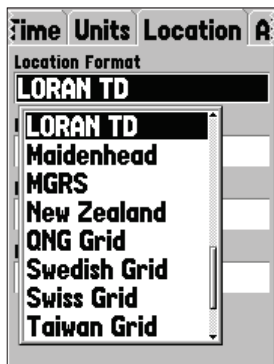 Time Units Location A
Location Format
LORAN TD
LORAN TD
Maidenhead
MGRS
New Zealand
QNG Grid
Swedish Grid
Swiss Grid
Taiwan Grid